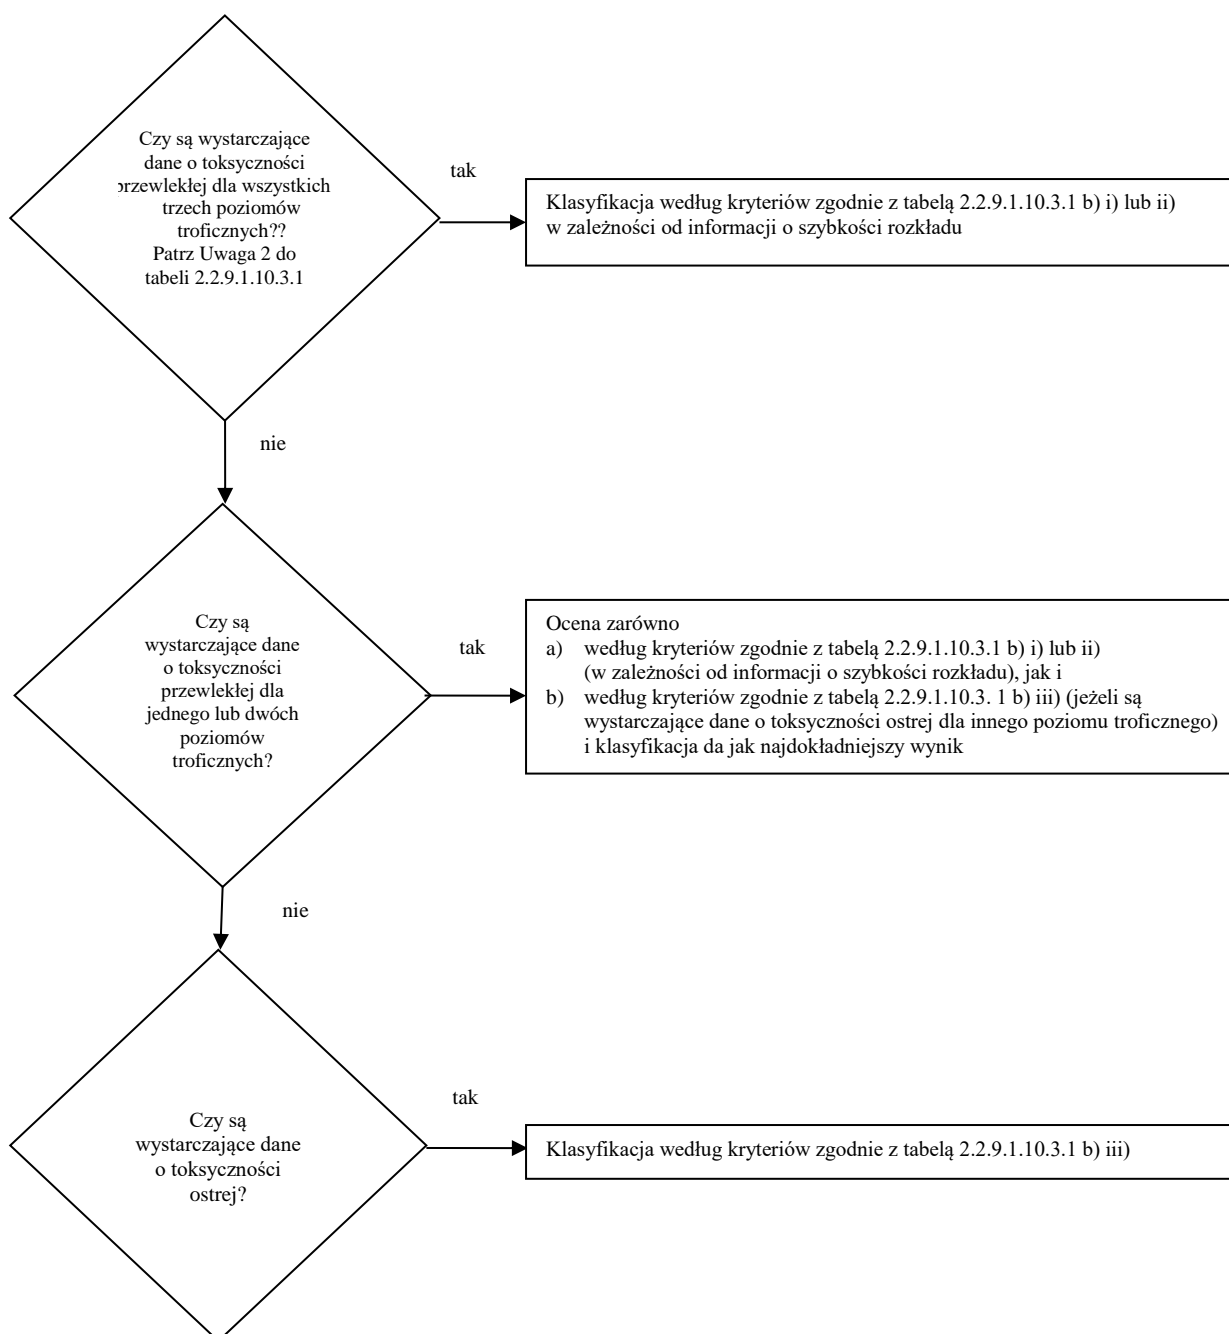 Czy są wystarczające
dane o toksyczności
przewlekłej dla wszystkich
trzech poziomów
troficznych??
Patrz Uwaga 2 do
tabeli 2.2.9.1.10.3.1
tak
Klasyfikacja według kryteriów zgodnie z tabelą 2.2.9.1.10.3.1 b) i) lub ii)
w zależności od informacji o szybkości rozkładu
nie
Czy są
wystarczające dane
o toksyczności
przewlekłej dla
jednego lub dwóch
poziomów
troficznych?
tak
Ocena zarówno
a) według kryteriów zgodnie z tabelą 2.2.9.1.10.3.1 b) i) lub ii)
(w zależności od informacji o szybkości rozkładu), jak i
b) według kryteriów zgodnie z tabelą 2.2.9.1.10.3. 1 b) iii) (jeżeli są
wystarczające dane o toksyczności ostrej dla innego poziomu troficznego)
i klasyfikacja da jak najdokładniejszy wynik
nie
Czy są
wystarczające dane
o toksyczności
ostrej?
tak
Klasyfikacja według kryteriów zgodnie z tabelą 2.2.9.1.10.3.1 b) iii)